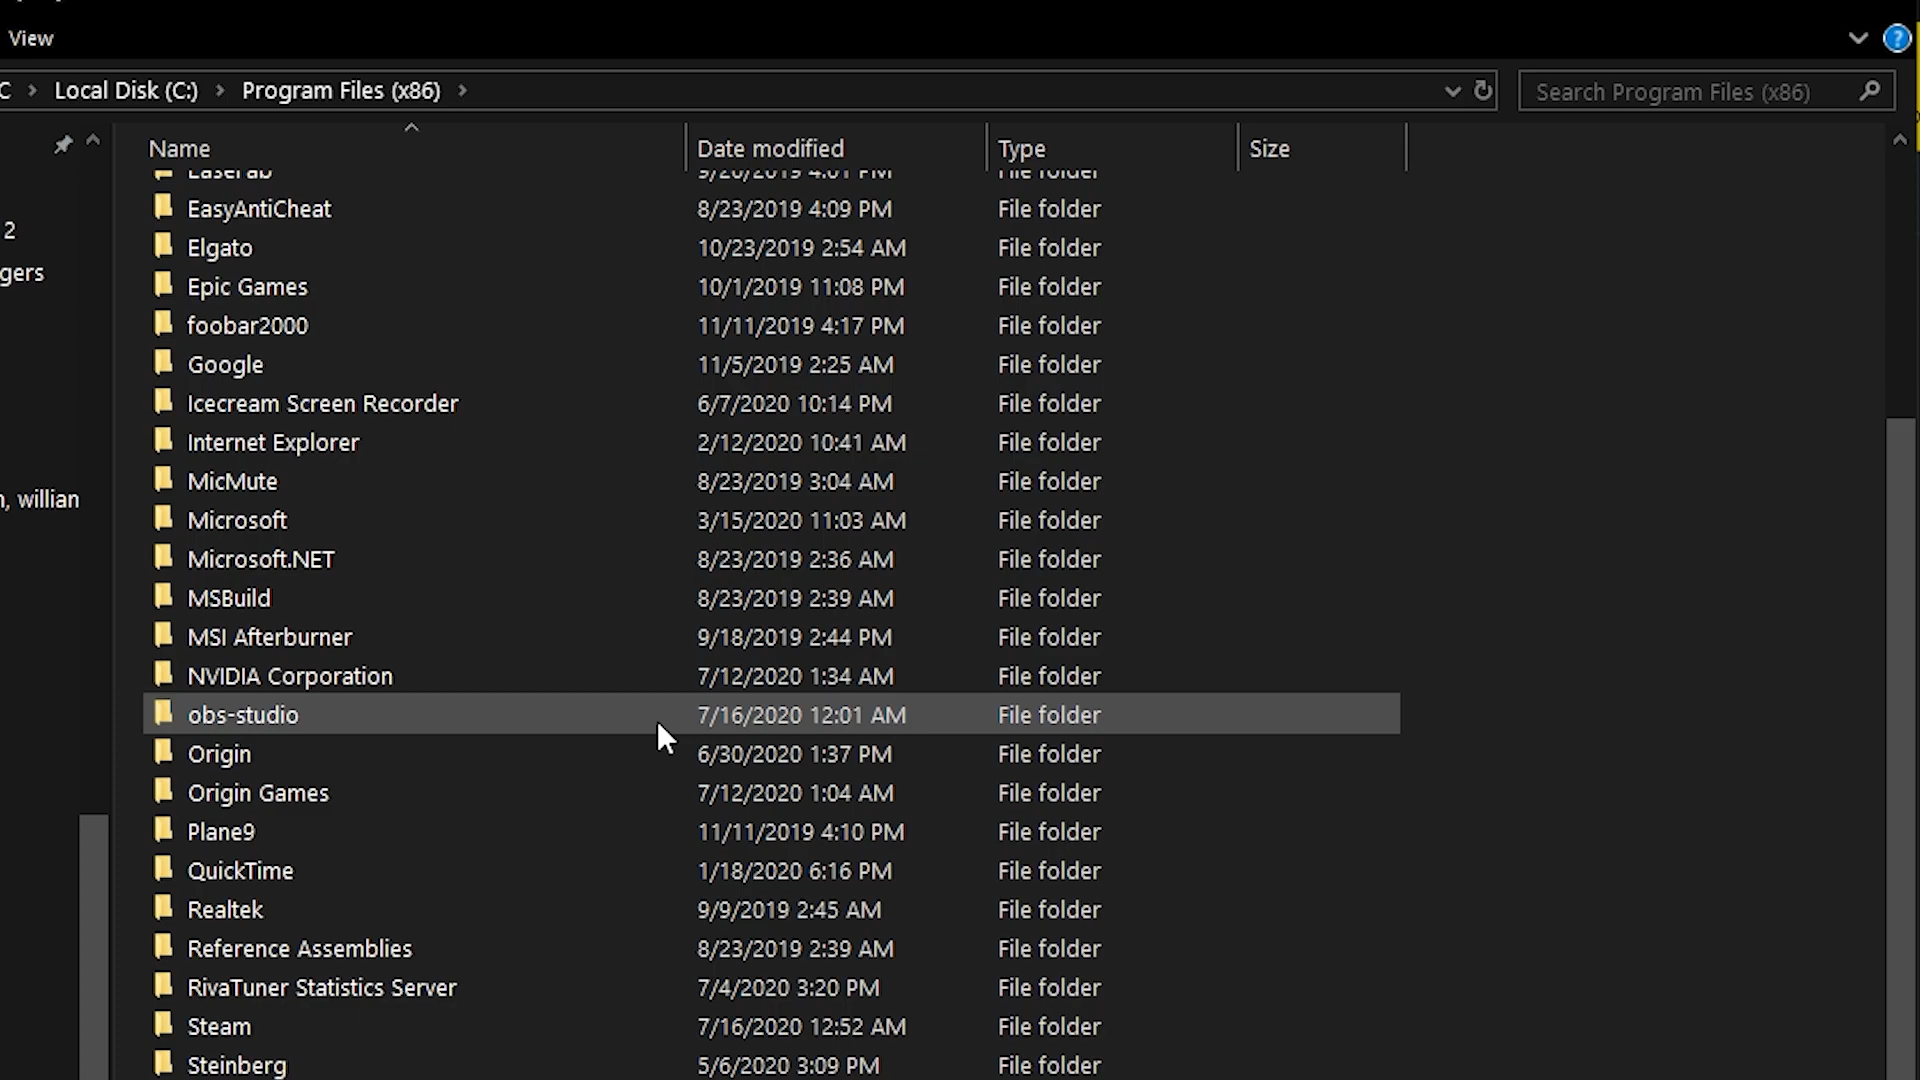 View
C > Local Disk (C:) > Program Files (x86) >
Search Program Files (x86)
Name Date modified Type Size
EasyAntiCheat 8/23/2019 4:09 PM File folder
2
Elgato 10/23/2019 2:54 AM File folder
gers
Epic Games 10/1/2019 11:08 PM File folder
foobar2000 11/11/2019 4:17 PM File folder
Google 11/5/2019 2:25 AM File folder
Icecream Screen Recorder 6/7/2020 10:14 PM File folder
Internet Explorer 2/12/2020 10:41 AM File folder
MicMute 8/23/2019 3:04 AM File folder
, willian
Microsoft 3/15/2020 11:03 AM File folder
Microsoft.NET 8/23/2019 2:36 AM File folder
MSBuild 8/23/2019 2:39 AM File folder
MSI Afterburner 9/18/2019 2:44 PM File folder
NVIDIA Corporation 7/12/2020 1:34 AM File folder
obs-studio 7/16/2020 12:01 AM File folder
Origin 6/30/2020 1:37 PM File folder
Origin Games 7/12/2020 1:04 AM File folder
Plane9 11/11/2019 4:10 PM File folder
QuickTime 1/18/2020 6:16 PM File folder
Realtek 9/9/2019 2:45 AM File folder
Reference Assemblies 8/23/2019 2:39 AM File folder
RivaTuner Statistics Server 7/4/2020 3:20 PM File folder
Steam 7/16/2020 12:52 AM File folder
Steinberg 5/6/2020 3:09 PM File folder